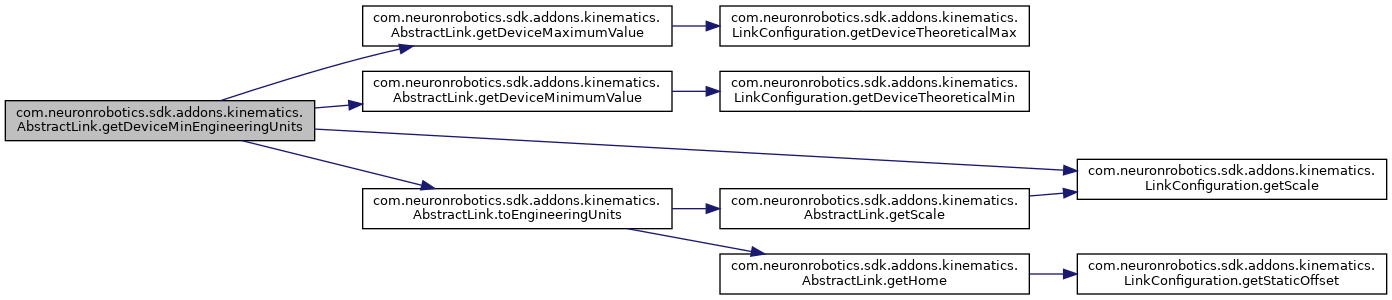 com.neuronrobotics.sdk.addons.kinematics.
AbstractLink.getDeviceMinEngineeringUnits
com.neuronrobotics.sdk.addons.kinematics.
AbstractLink.getDeviceMaximumValue
com.neuronrobotics.sdk.addons.kinematics.
LinkConfiguration.getDeviceTheoreticalMax
com.neuronrobotics.sdk.addons.kinematics.
AbstractLink.getDeviceMinimumValue
com.neuronrobotics.sdk.addons.kinematics.
LinkConfiguration.getDeviceTheoreticalMin
com.neuronrobotics.sdk.addons.kinematics.
LinkConfiguration.getScale
com.neuronrobotics.sdk.addons.kinematics.
AbstractLink.toEngineeringUnits
com.neuronrobotics.sdk.addons.kinematics.
AbstractLink.getScale
com.neuronrobotics.sdk.addons.kinematics.
AbstractLink.getHome
com.neuronrobotics.sdk.addons.kinematics.
LinkConfiguration.getStaticOffset